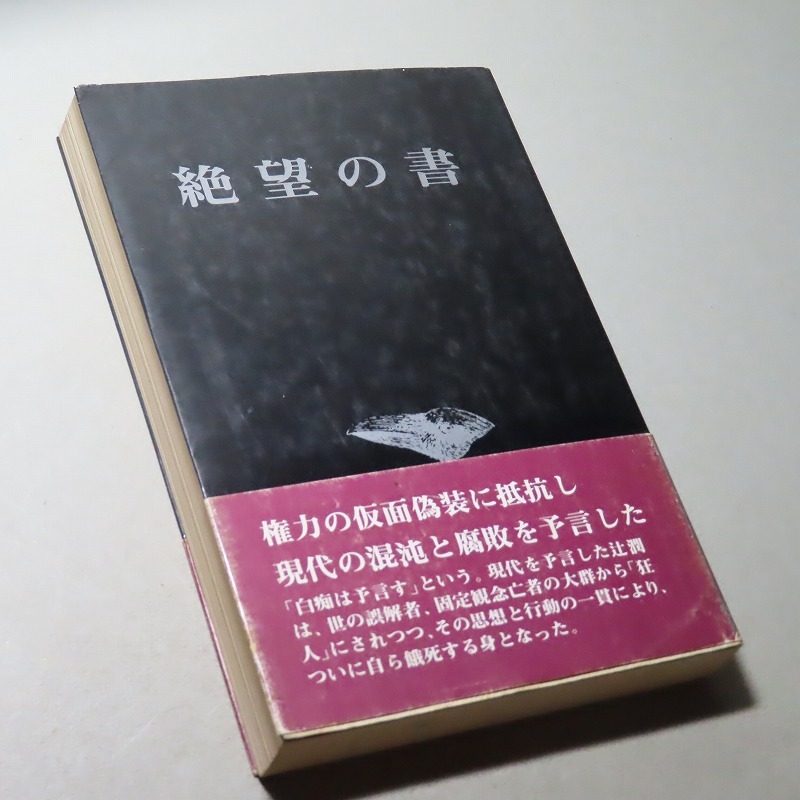 絶望の書
権力の仮面偽装に抵抗し
現代の混沌と腐敗を予言した
「白痴は予言す」という。現代を予言した辻潤
は、世の誤解者、固定観念亡者の大群から「狂
人」にされつつ、その思想と行動の一貫により、
ついに自ら餓死する身となった。